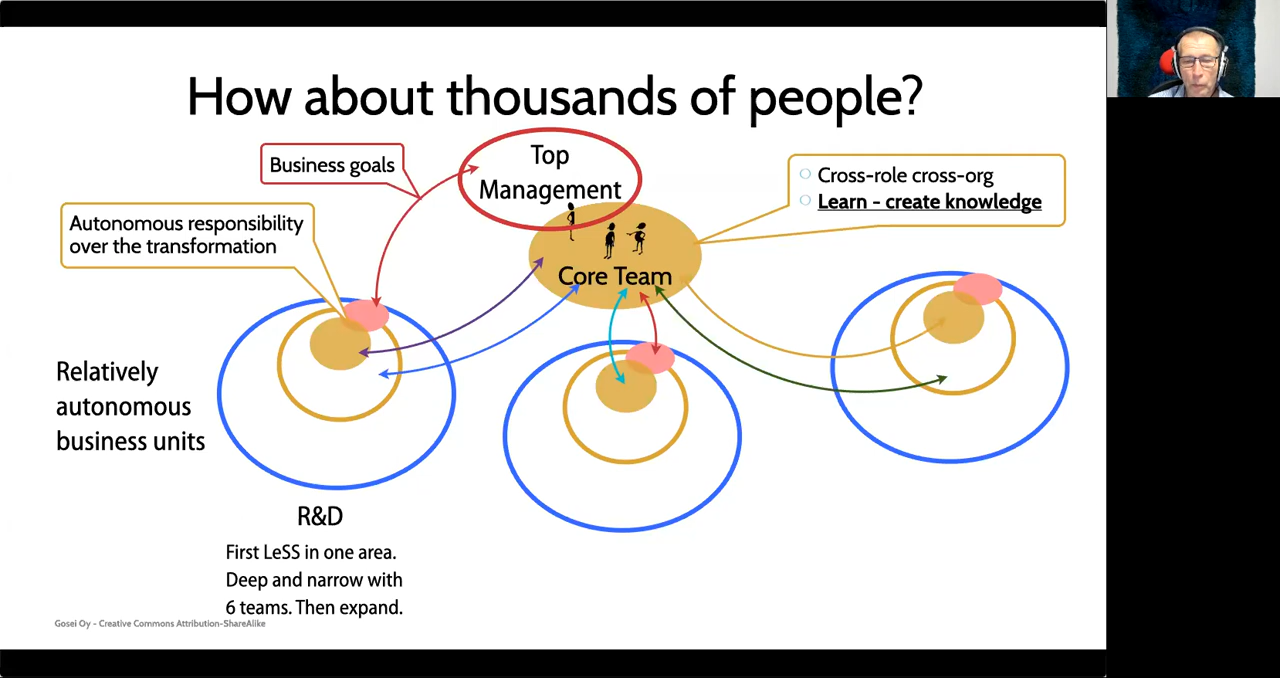 How about thousands of people?
Business goals
Top
Management
Cross-role cross-org
Learn - create knowledge
Autonomous responsibility
over the transformation
Core Team
Relatively
autonomous
business units
R&D
First LeSS in one area.
Deep and narrow with
6 teams. Then expand.
Gosei Oy - Creative Commons Attribution-ShareAlike